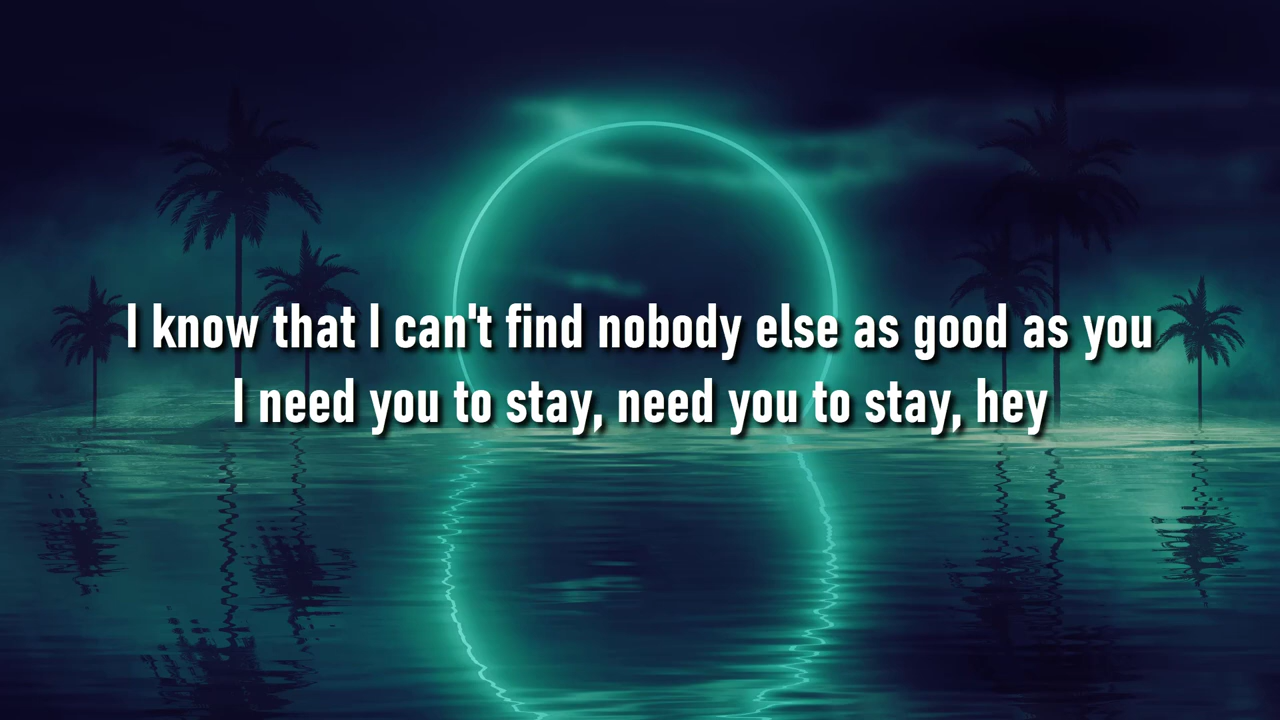 I know that I can't find nobody else as good as you
I need you to stay, need you to stay, hey